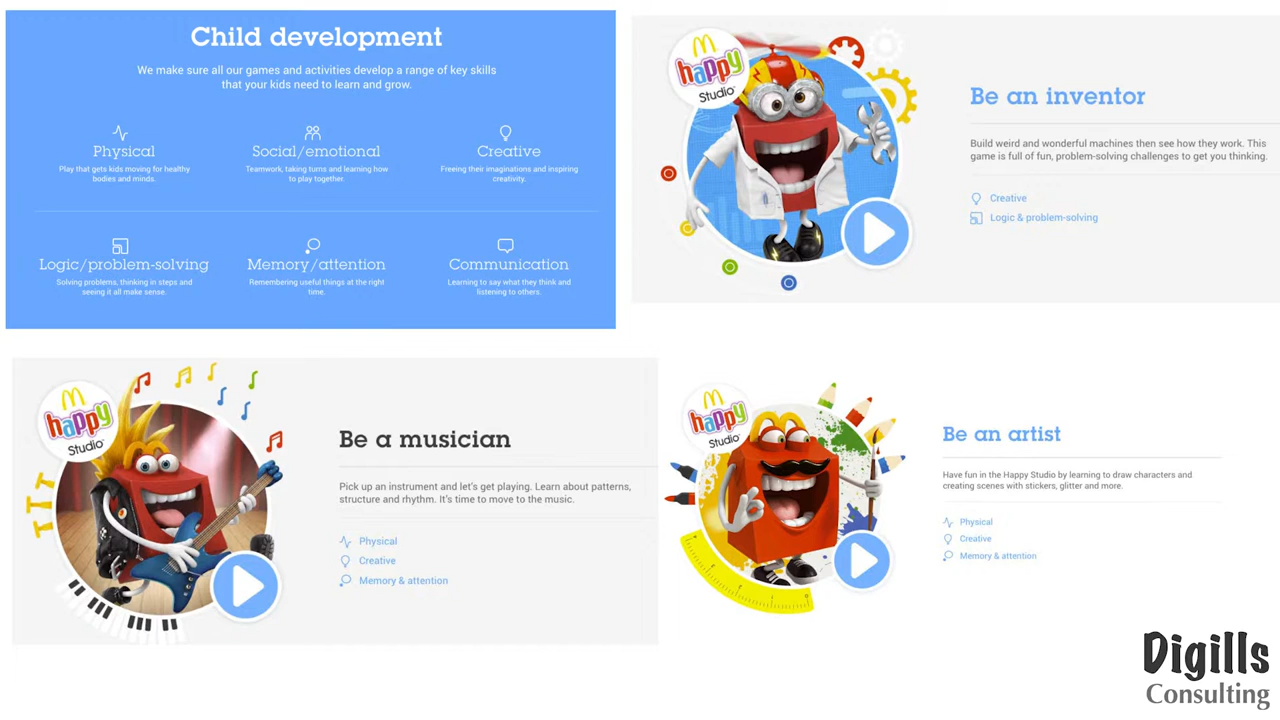 Child development
We make sure all our games and activities develop a range of key skills
that your kids need to learn and grow.
Physical
Play that gets kids moving for healthy
bodies and minds.
Social/emotional
Teamwork, taking turns and learning how
to play together.
Creative
Freeing their imaginations and inspiring
creativity.
Logic/problem-solving
Solving problems, thinking in steps and
seeing it all make sense.
Memory/attention
Remembering useful things at the right
time.
Communication
Learning to say what they think and
listening to others.
happy
Studio
Be an inventor
Build weird and wonderful machines then see how they work. This
game is full of fun, problem-solving challenges to get you thinking.
Creative
Logic & problem-solving
happy
Studio
Be a musician
Pick up an instrument and let's get playing. Learn about patterns,
structure and rhythm. It's time to move to the music.
Physical
Creative
Memory & attention
happy
Studio
Be an artist
Have fun in the Happy Studio by learning to draw characters and
creating scenes with stickers, glitter and more.
Physical
Creative
Memory & attention
Digills
Consulting